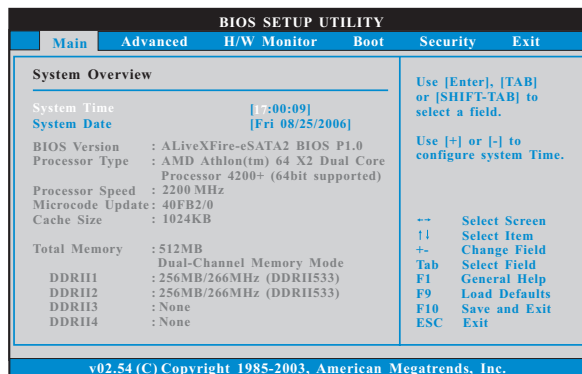 BIOS SETUP UTILITY
Main Advanced H/W Monitor Boot Security Exit
System Overview
System Time [17:00:09]
System Date [Fri 08/25/2006]
BIOS Version : ALiveXFire-eSATA2 BIOS P1.0
Processor Type : AMD Athlon(tm) 64 X2 Dual Core
Processor 4200+ (64bit supported)
Processor Speed : 2200 MHz
Microcode Update : 40FB2/0
Cache Size : 1024KB
Total Memory : 512MB
Dual-Channel Memory Mode
DDRII1 : 256MB/266MHz (DDRII533)
DDRII2 : 256MB/266MHz (DDRII533)
DDRII3 : None
DDRII4 : None
Use [Enter], [TAB]
or [SHIFT-TAB] to
select a field.
Use [+] or [-] to
configure system Time.
←→ Select Screen
↑↓ Select Item
+- Change Field
Tab Select Field
F1 General Help
F9 Load Defaults
F10 Save and Exit
ESC Exit
v02.54 (C) Copyright 1985-2003, American Megatrends, Inc.